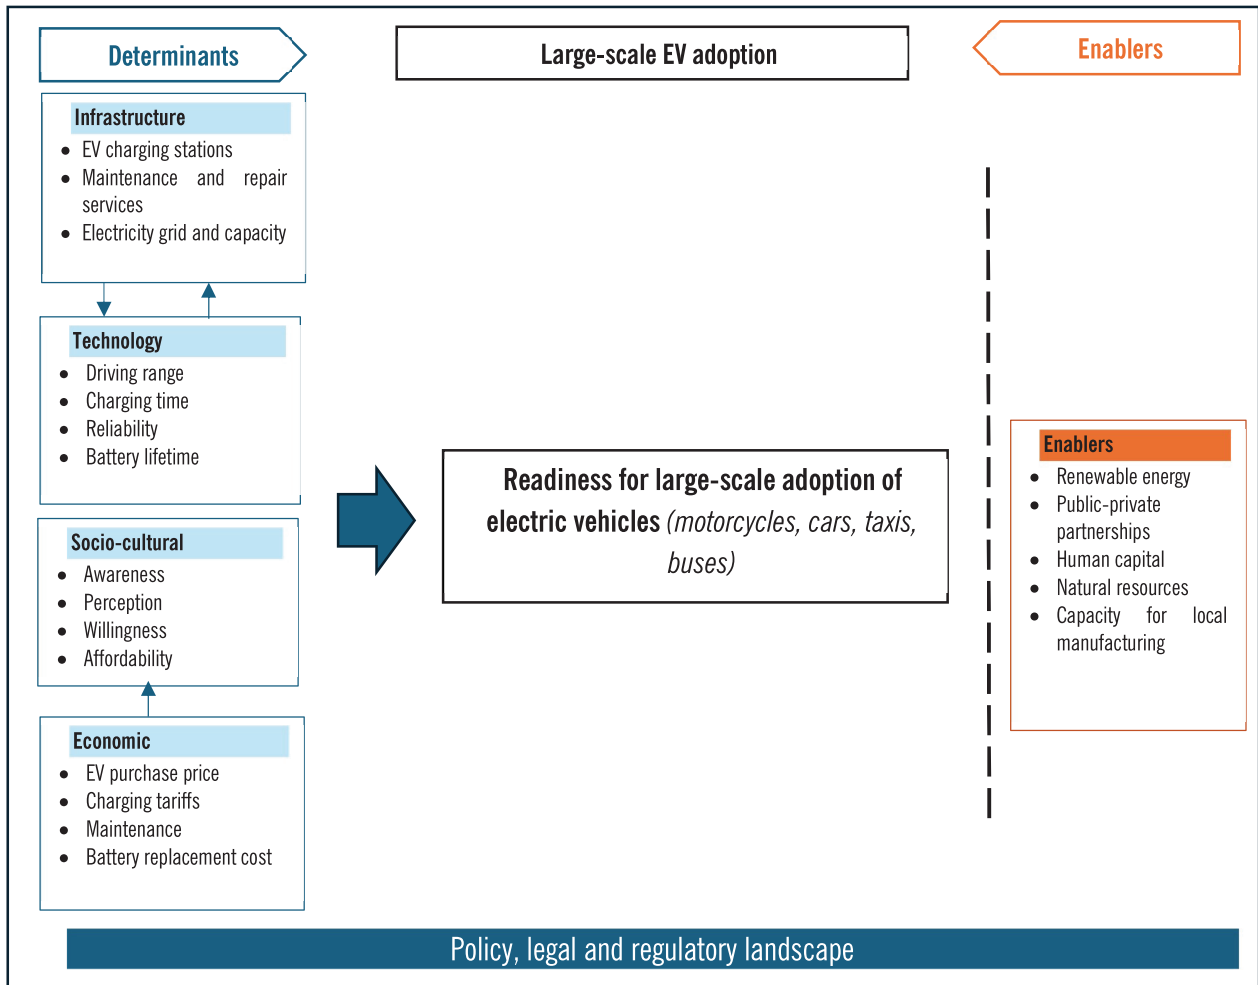 Determinants
Large-scale EV adoption
Enablers
Infrastructure
• EV charging stations
• Maintenance and repair
services
• Electricity grid and capacity
Technology
• Driving range
• Charging time
• Reliability
• Battery lifetime
Socio-cultural
• Awareness
• Perception
• Willingness
• Affordability
Economic
• EV purchase price
• Charging tariffs
• Maintenance
• Battery replacement cost
Readiness for large-scale adoption of
electric vehicles (motorcycles, cars, taxis,
buses)
Enablers
• Renewable energy
• Public-private
partnerships
• Human capital
• Natural resources
• Capacity for local
manufacturing
Policy, legal and regulatory landscape